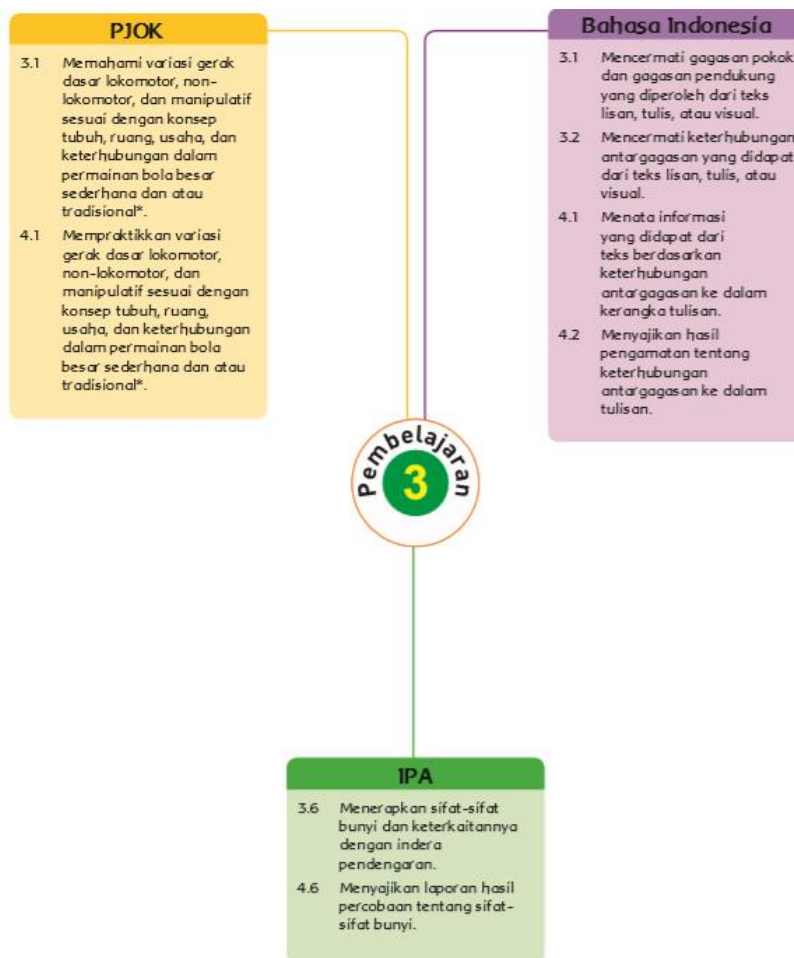 PJOK
3.1 Memahami variasi gerak
dasar lokomotor, non-
lokomotor, dan manipulatif
sesuai dengan konsep
tubuh, ruang, usaha, dan
keterhubungan dalam
permainan bola besar
sederhana dan atau
tradisional*.
4.1 Mempraktikkan variasi
gerak dasar lokomotor,
non-lokomotor, dan
manipulatif sesuai dengan
konsep tubuh, ruang,
usaha, dan keterhubungan
dalam permainan bola
besar sederhana dan atau
tradisional*.
Bahasa Indonesia
3.1 Mencermati gagasan pokok
dan gagasan pendukung
yang diperoleh dari teks
lisan, tulis, atau visual.
3.2 Mencermati keterhubungan
antargagasan yang didapat
dari teks lisan, tulis, atau
visual.
4.1 Menata informasi
yang didapat dari
teks berdasarkan
keterhubungan
antargagasan ke dalam
kerangka tulisan.
4.2 Menyajikan hasil
pengamatan tentang
keterhubungan
antargagasan ke dalam
tulisan.
Pembelajaran
3
IPA
3.6 Menerapkan sifat-sifat
bunyi dan keterkaitannya
dengan indera
pendengaran.
4.6 Menyajikan laporan hasil
percobaan tentang sifat-
sifat bunyi.